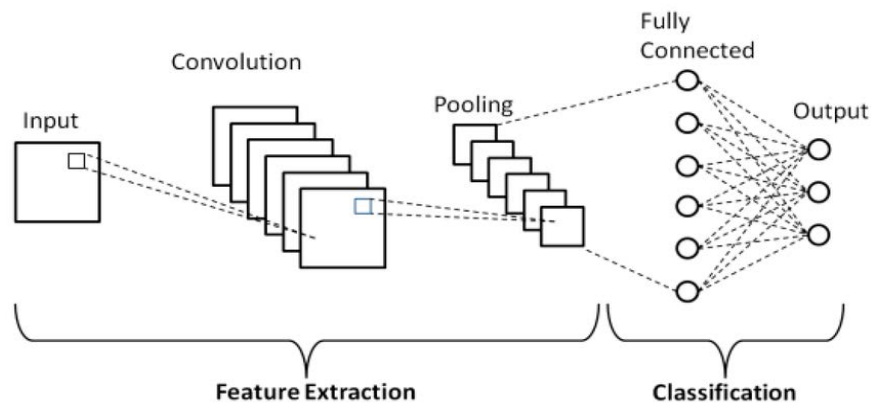 Input
Convolution
Pooling
Fully
Connected
Output
Feature Extraction
Classification